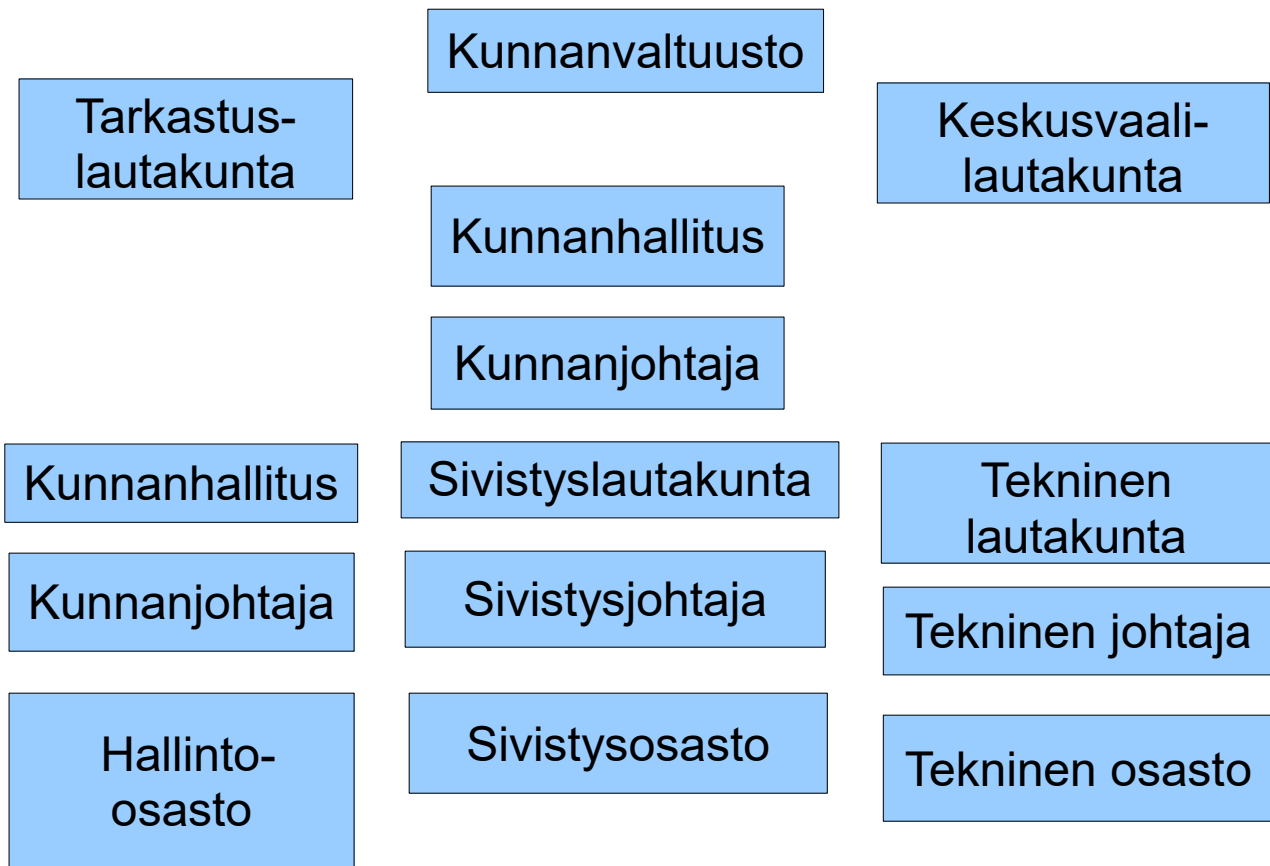 Kunnanvaltuusto
Tarkastus-
lautakunta
Keskusvaali-
lautakunta
Kunnanhallitus
Kunnanjohtaja
Kunnanhallitus
Sivistyslautakunta
Tekninen
lautakunta
Kunnanjohtaja
Sivistysjohtaja
Tekninen johtaja
Hallinto-
osasto
Sivistysosasto
Tekninen osasto